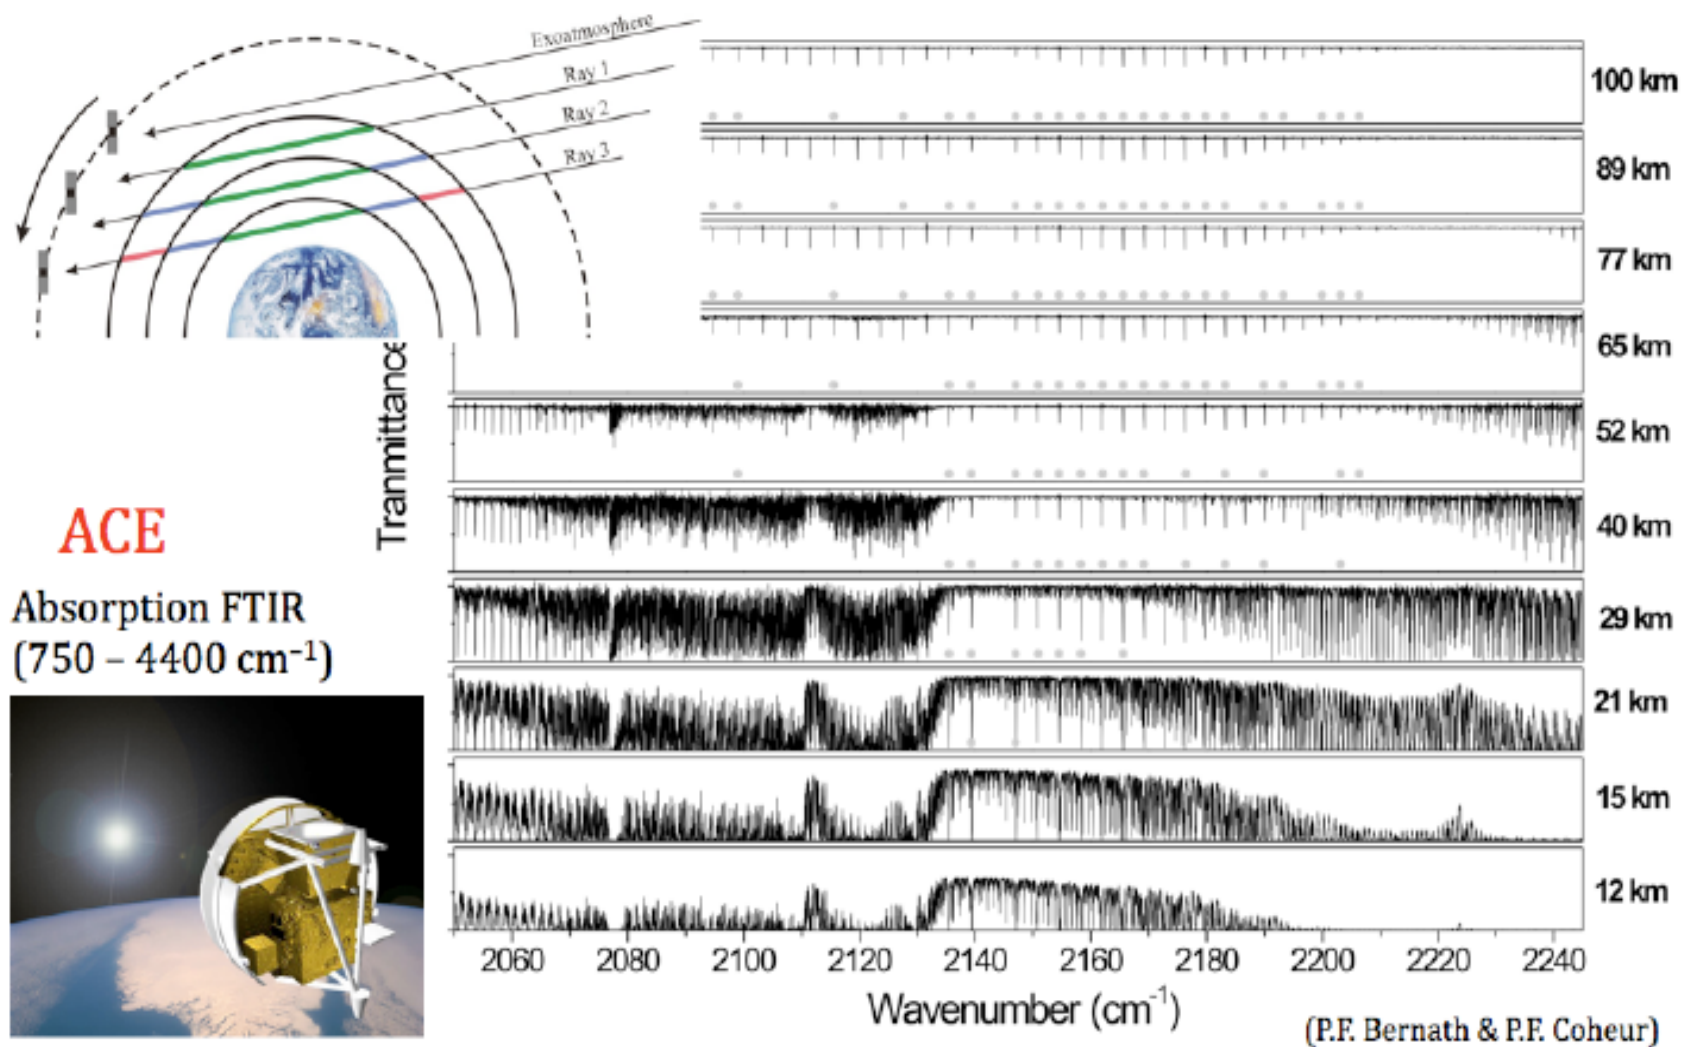 Exoatmosphere
Ray 1
Ray 2
Ray 3
100 km
89 km
77 km
65 km
52 km
40 km
29 km
21 km
15 km
12 km
Tranmittance
ACE
Absorption FTIR
(750 – 4400 cm⁻¹)
2060 2080 2100 2120 2140 2160 2180 2200 2220 2240
Wavenumber (cm⁻¹)
(P.F. Bernath & P.F. Coheur)